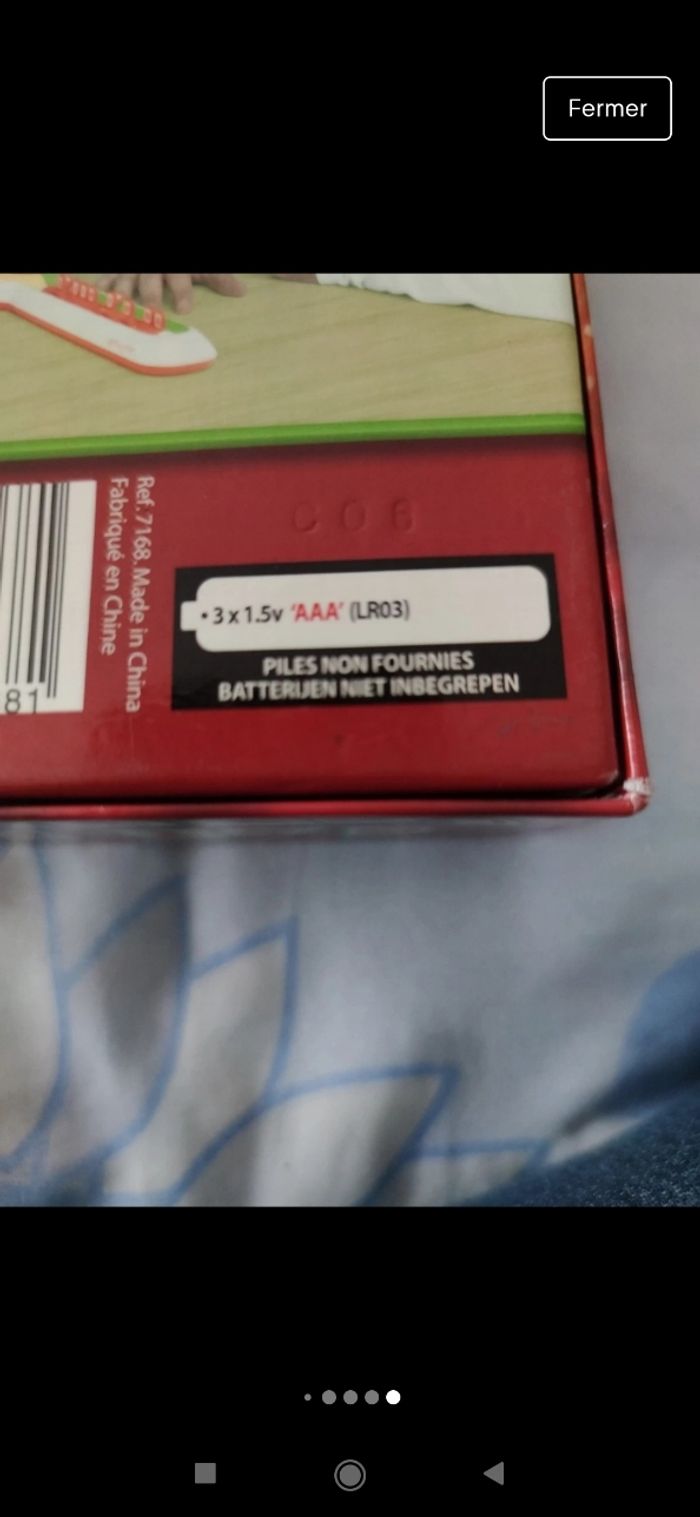 Fermer
Ref. 7168. Made in China
Fabriqué en Chine
C06
• 3 x 1.5v 'AAA' (LR03)
PILES NON FOURNIES
BATTERIJEN NIET INBEGREPEN
81